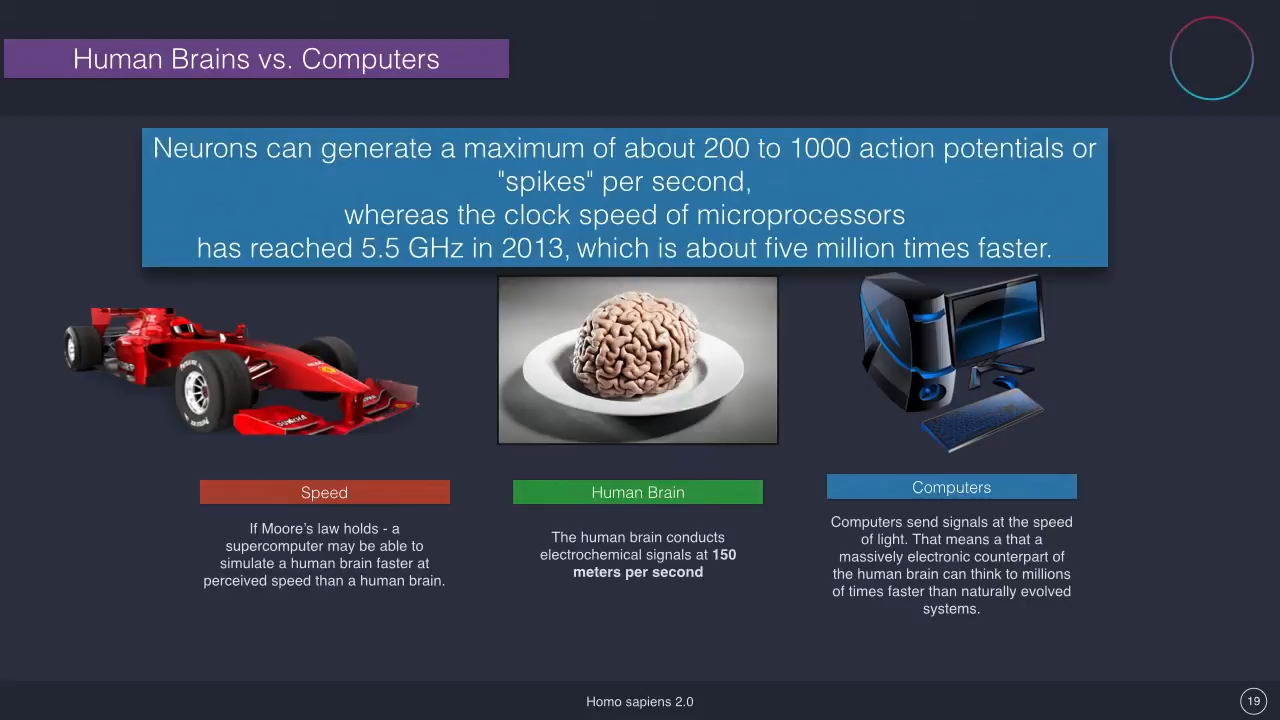 Human Brains vs. Computers
Neurons can generate a maximum of about 200 to 1000 action potentials or
"spikes" per second,
whereas the clock speed of microprocessors
has reached 5.5 GHz in 2013, which is about five million times faster.
Speed
If Moore's law holds - a
supercomputer may be able to
simulate a human brain faster at
perceived speed than a human brain.
Human Brain
The human brain conducts
electrochemical signals at 150
meters per second
Computers
Computers send signals at the speed
of light. That means a that a
massively electronic counterpart of
the human brain can think to millions
of times faster than naturally evolved
systems.
Homo sapiens 2.0
19